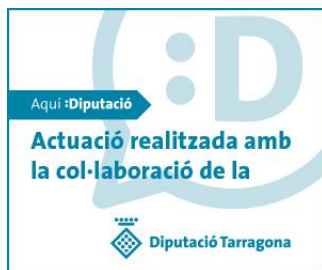 :D
Aquí :Diputació
Actuació realitzada amb
la col·laboració de la
Diputació Tarragona